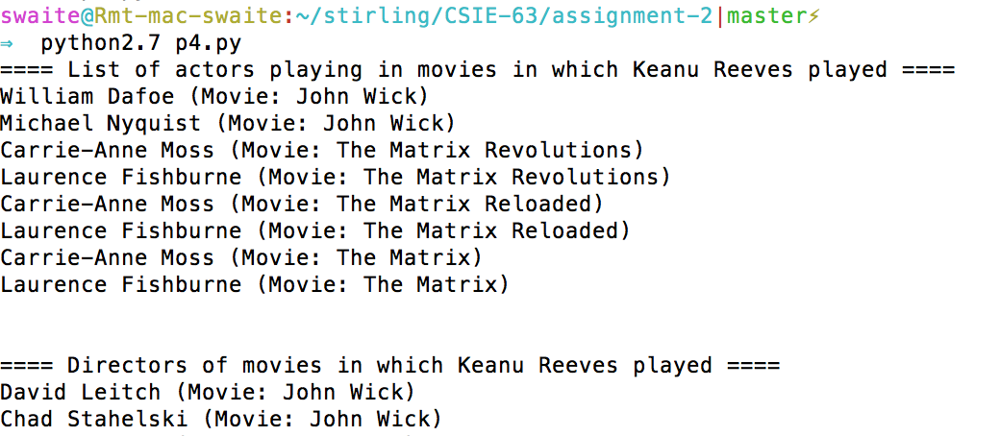 swaite@Rmt-mac-swaite:~/stirling/CSIE-63/assignment-2|master⚡
⇒  python2.7 p4.py
==== List of actors playing in movies in which Keanu Reeves played ====
William Dafoe (Movie: John Wick)
Michael Nyquist (Movie: John Wick)
Carrie-Anne Moss (Movie: The Matrix Revolutions)
Laurence Fishburne (Movie: The Matrix Revolutions)
Carrie-Anne Moss (Movie: The Matrix Reloaded)
Laurence Fishburne (Movie: The Matrix Reloaded)
Carrie-Anne Moss (Movie: The Matrix)
Laurence Fishburne (Movie: The Matrix)
==== Directors of movies in which Keanu Reeves played ====
David Leitch (Movie: John Wick)
Chad Stahelski (Movie: John Wick)